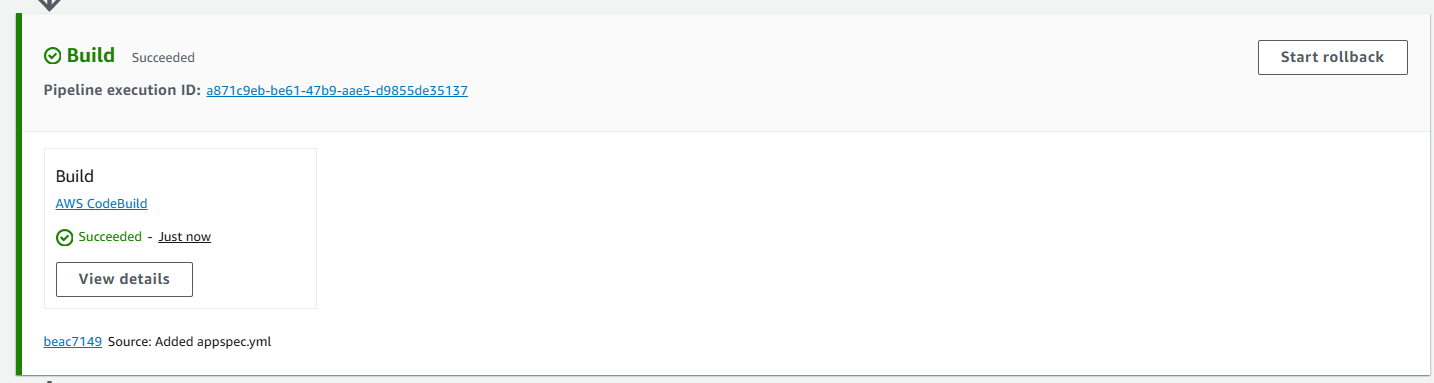 Build Succeeded
Start rollback
Pipeline execution ID: a871c9eb-be61-47b9-aae5-d9855de35137
Build
AWS CodeBuild
Succeeded - Just now
View details
beac7149 Source: Added appspec.yml